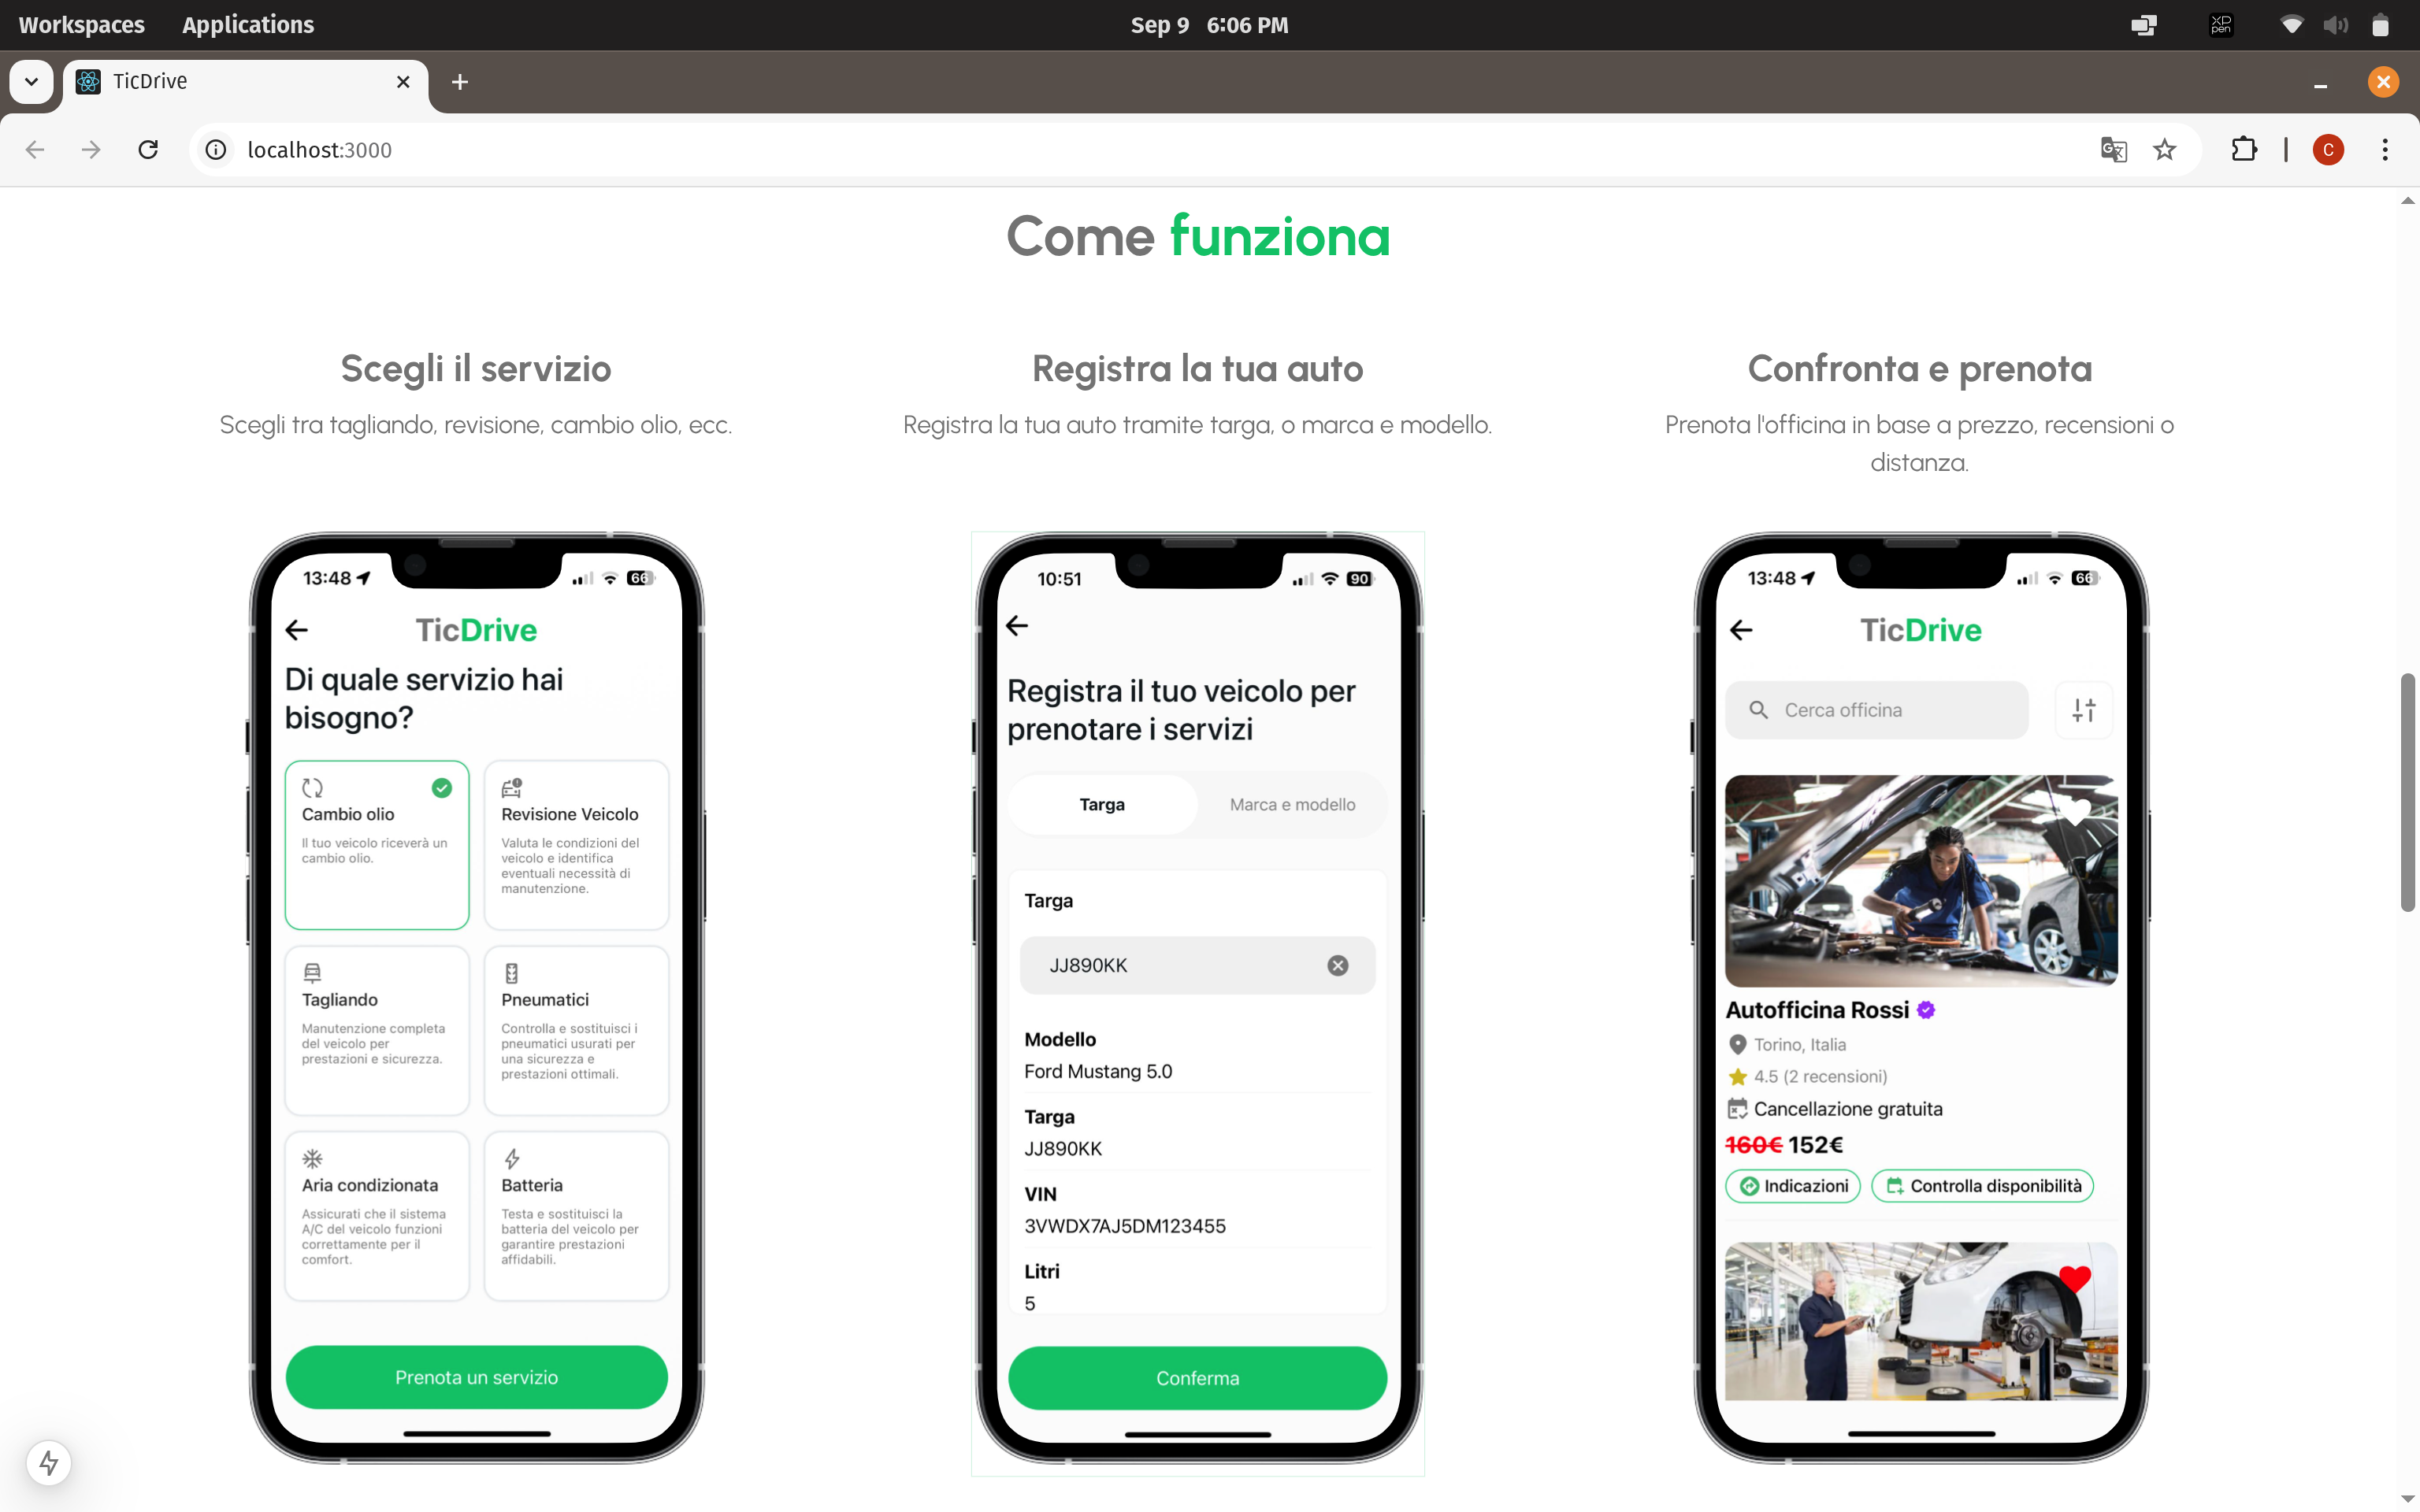 Workspaces Applications Sep 9 6:06 PM XP pen
TicDrive
localhost:3000 C
Come funziona
Scegli il servizio
Scegli tra tagliando, revisione, cambio olio, ecc.
13:48 66
TicDrive
Di quale servizio hai
bisogno?
Cambio olio
Il tuo veicolo riceverà un
cambio olio.
Revisione Veicolo
Valuta le condizioni del
veicolo e identifica
eventuali necessità di
manutenzione.
Tagliando
Manutenzione completa
del veicolo per
prestazioni e sicurezza.
Pneumatici
Controlla e sostituisci i
pneumatici usurati per
una sicurezza e
prestazioni ottimali.
Aria condizionata
Assicurati che il sistema
A/C del veicolo funzioni
correttamente per il
comfort.
Batteria
Testa e sostituisci la
batteria del veicolo per
garantire prestazioni
affidabili.
Prenota un servizio
Registra la tua auto
Registra la tua auto tramite targa, o marca e modello.
10:51 90
Registra il tuo veicolo per
prenotare i servizi
Targa Marca e modello
Targa
JJ890KK
Modello
Ford Mustang 5.0
Targa
JJ890KK
VIN
3VWDX7AJ5DM123455
Litri
5
Conferma
Confronta e prenota
Prenota l'officina in base a prezzo, recensioni o
distanza.
13:48 66
TicDrive
Cerca officina
Autofficina Rossi
Torino, Italia
4.5 (2 recensioni)
Cancellazione gratuita
160€ 152€
Indicazioni Controlla disponibilità